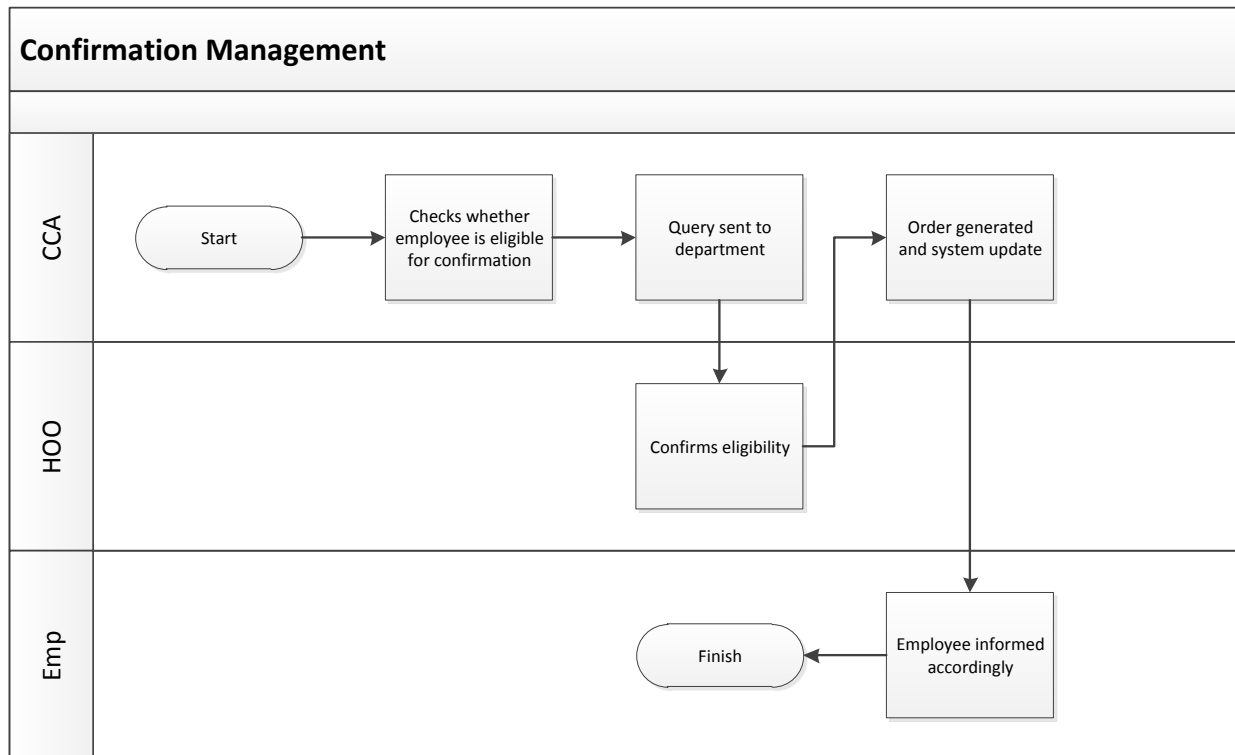 Confirmation Management
CCA
Start
Checks whether
employee is eligible
for confirmation
Query sent to
department
Order generated
and system update
HOO
Confirms eligibility
Emp
Finish
Employee informed
accordingly